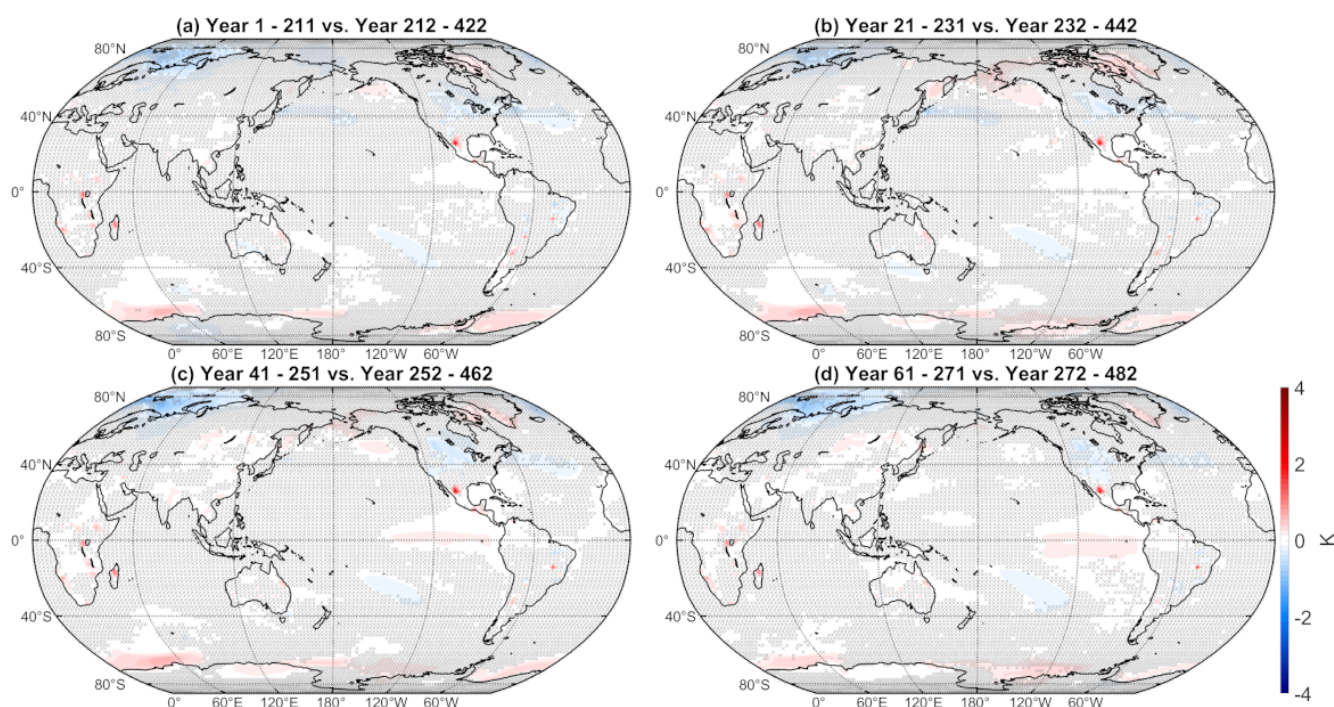 (a) Year 1 - 211 vs. Year 212 - 422
80°N
40°N
0°
40°S
80°S
0° 60°E 120°E 180° 120°W 60°W
(b) Year 21 - 231 vs. Year 232 - 442
80°N
40°N
0°
40°S
80°S
0° 60°E 120°E 180° 120°W 60°W
(c) Year 41 - 251 vs. Year 252 - 462
80°N
40°N
0°
40°S
80°S
0° 60°E 120°E 180° 120°W 60°W
(d) Year 61 - 271 vs. Year 272 - 482
80°N
40°N
0°
40°S
80°S
0° 60°E 120°E 180° 120°W 60°W
4
2
0
-2
-4
K